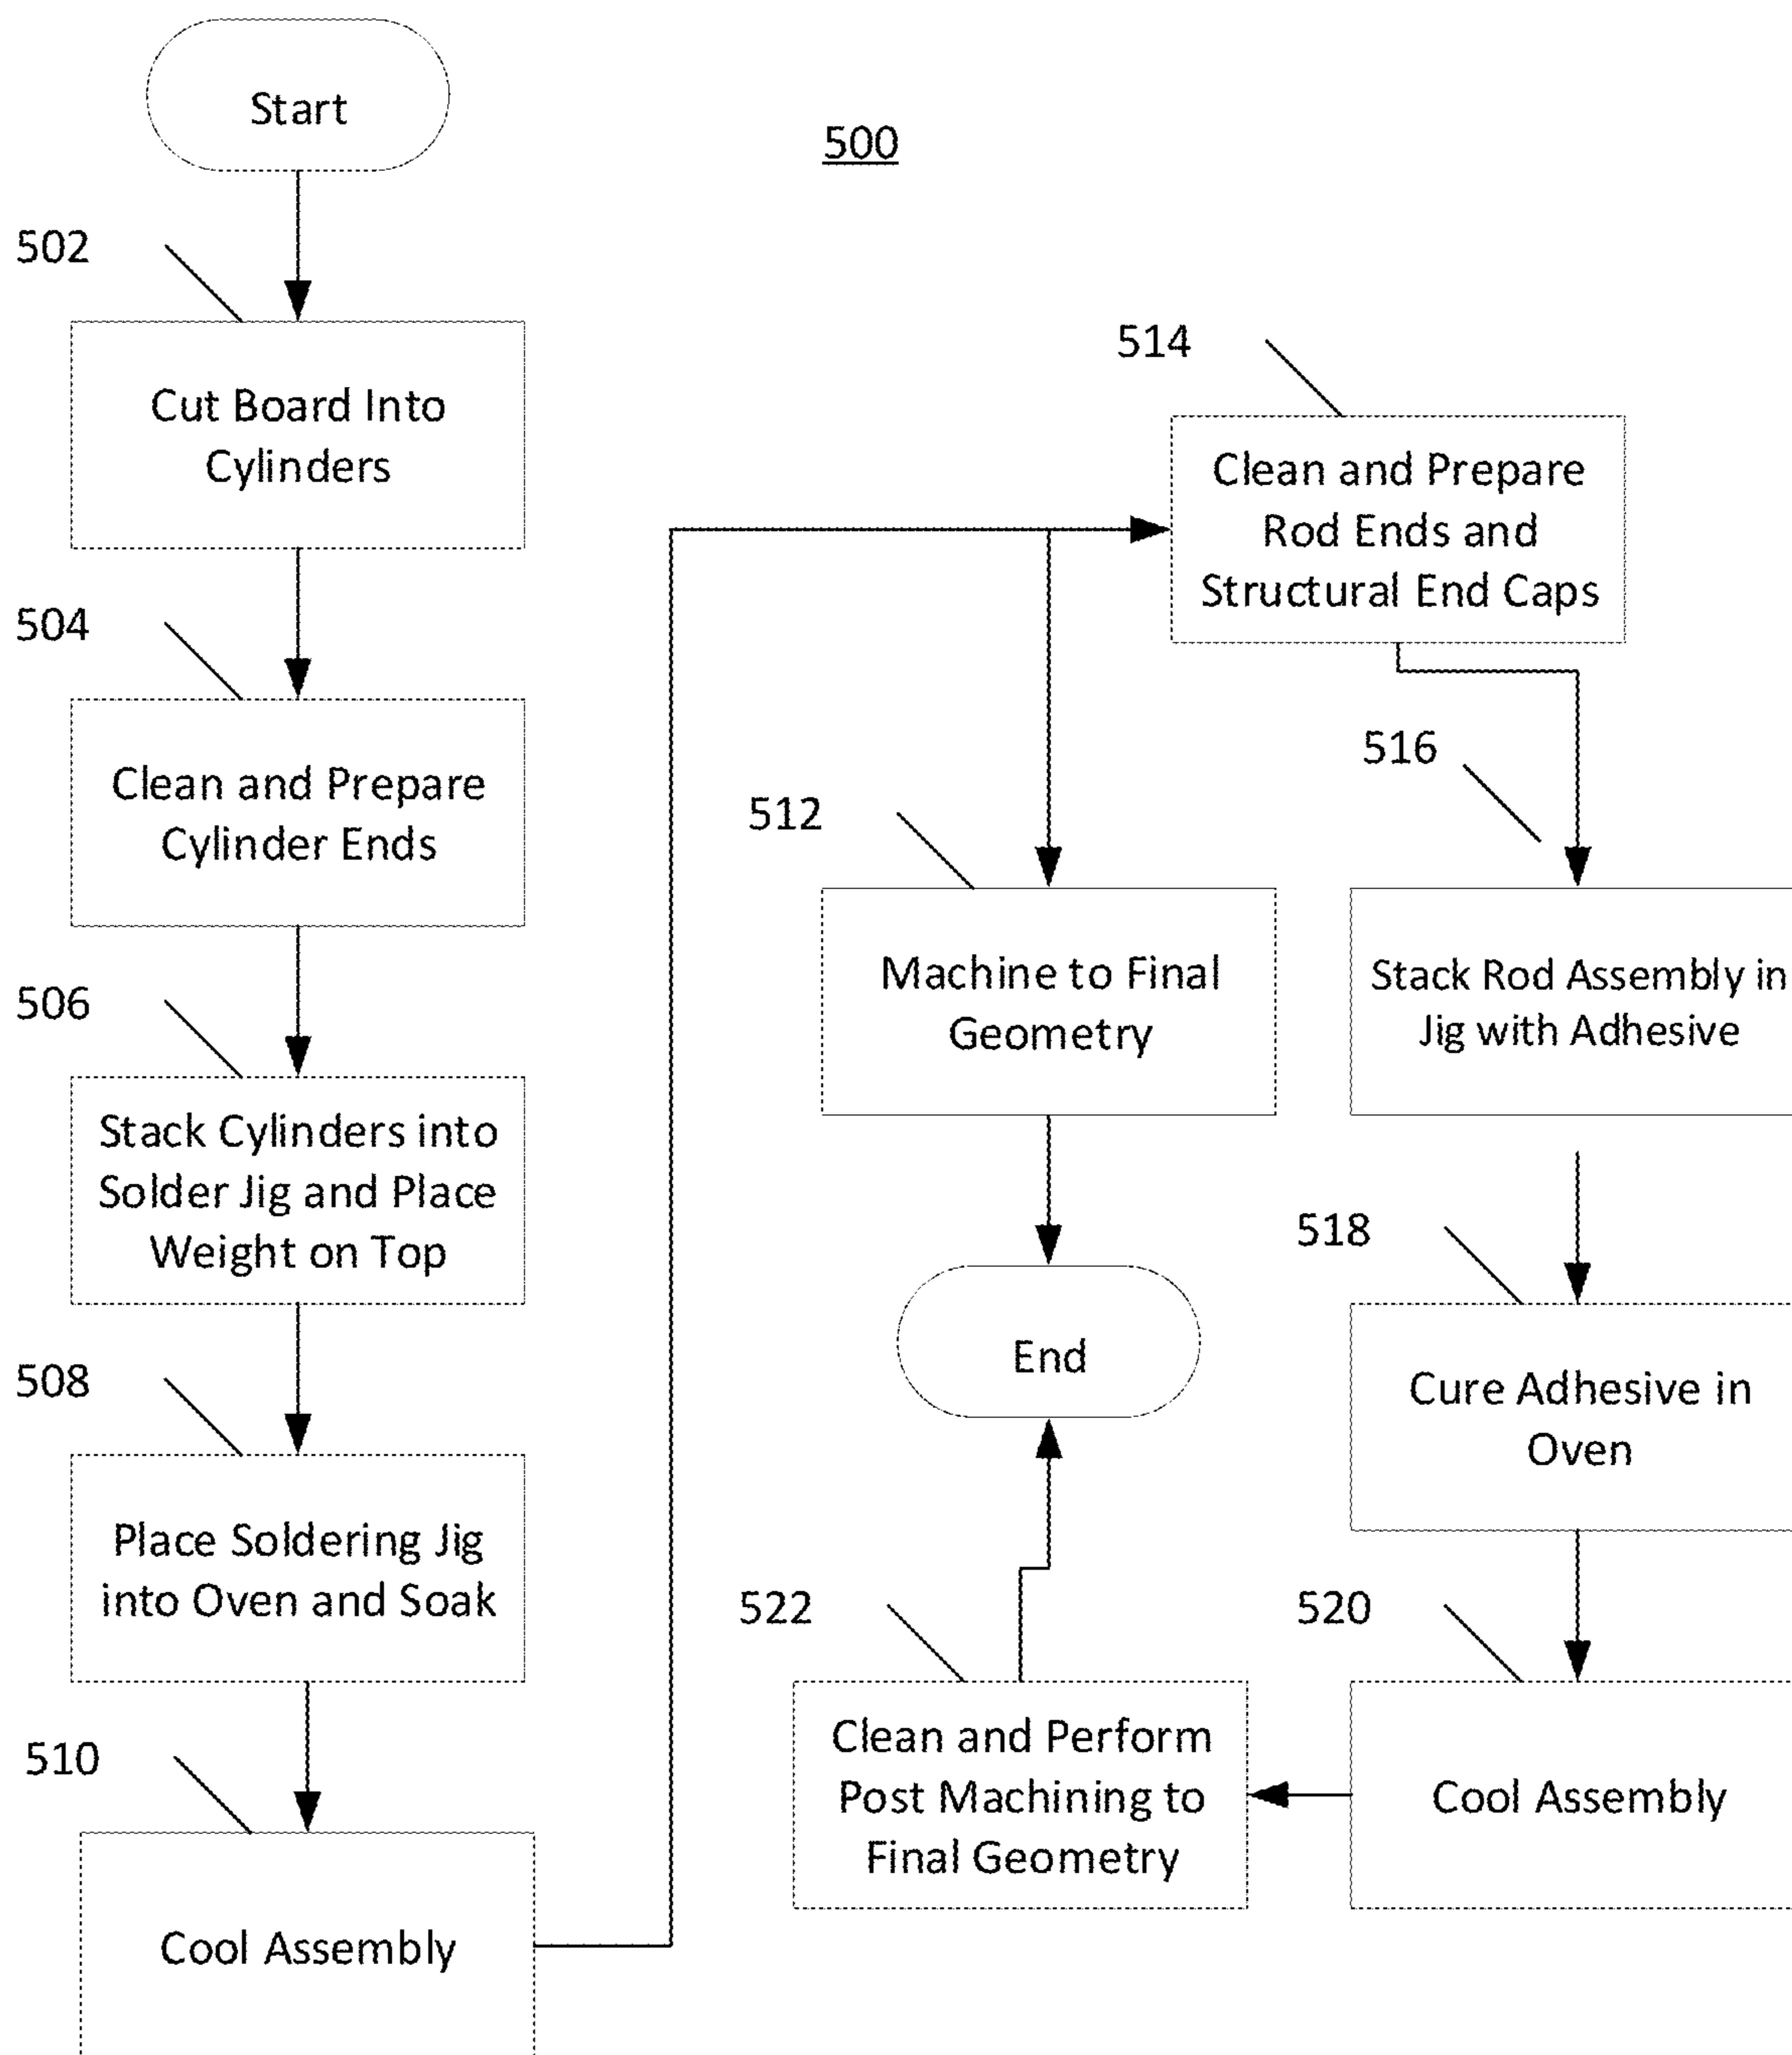 Start
500
502
Cut Board Into
Cylinders
504
Clean and Prepare
Cylinder Ends
506
Stack Cylinders into
Solder Jig and Place
Weight on Top
508
Place Soldering Jig
into Oven and Soak
510
Cool Assembly
512
Machine to Final
Geometry
End
514
Clean and Prepare
Rod Ends and
Structural End Caps
516
Stack Rod Assembly in
Jig with Adhesive
518
Cure Adhesive in
Oven
520
Cool Assembly
522
Clean and Perform
Post Machining to
Final Geometry